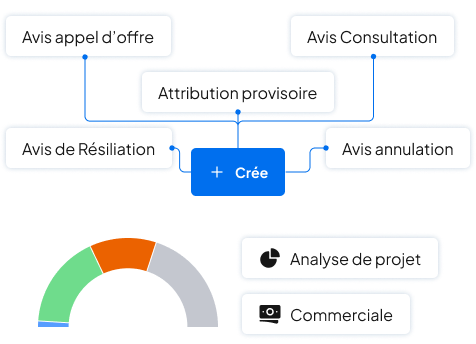 Avis appel d’offre
Avis Consultation
Attribution provisoire
Avis de Résiliation
Avis annulation
Crée
Analyse de projet
Commerciale